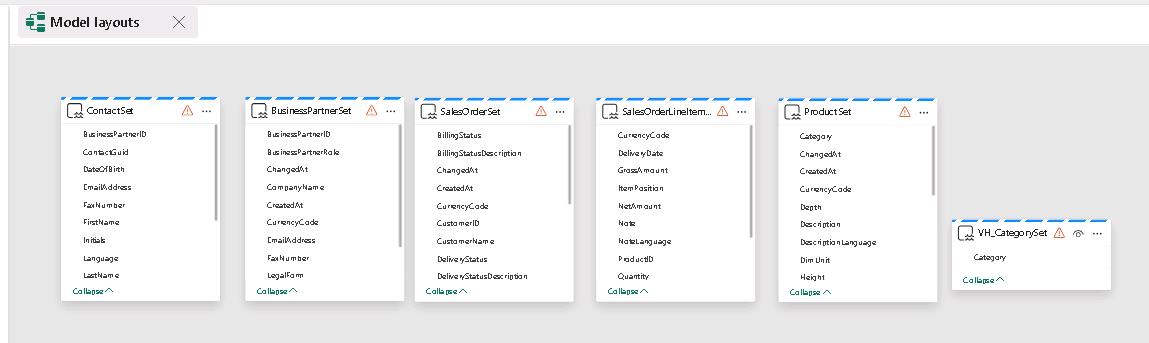 Model layouts
ContactSet
BusinessPartnerID
ContactGuid
DateOfBirth
EmailAddress
FaxNumber
FirstName
Initials
Language
LastName
Collapse
BusinessPartnerSet
BusinessPartnerID
BusinessPartnerRole
ChangedAt
CompanyName
CreatedAt
CurrencyCode
EmailAddress
FaxNumber
LegalForm
Collapse
SalesOrderSet
BillingStatus
BillingStatusDescription
ChangedAt
CreatedAt
CurrencyCode
CustomerID
CustomerName
DeliveryStatus
DeliveryStatusDescription
Collapse
SalesOrderLineItem...
CurrencyCode
DeliveryDate
GrossAmount
ItemPosition
NetAmount
Note
NoteLanguage
ProductID
Quantity
Collapse
ProductSet
Category
ChangedAt
CreatedAt
CurrencyCode
Depth
Description
DescriptionLanguage
DimUnit
Height
Collapse
VH_CategorySet
Category
Collapse